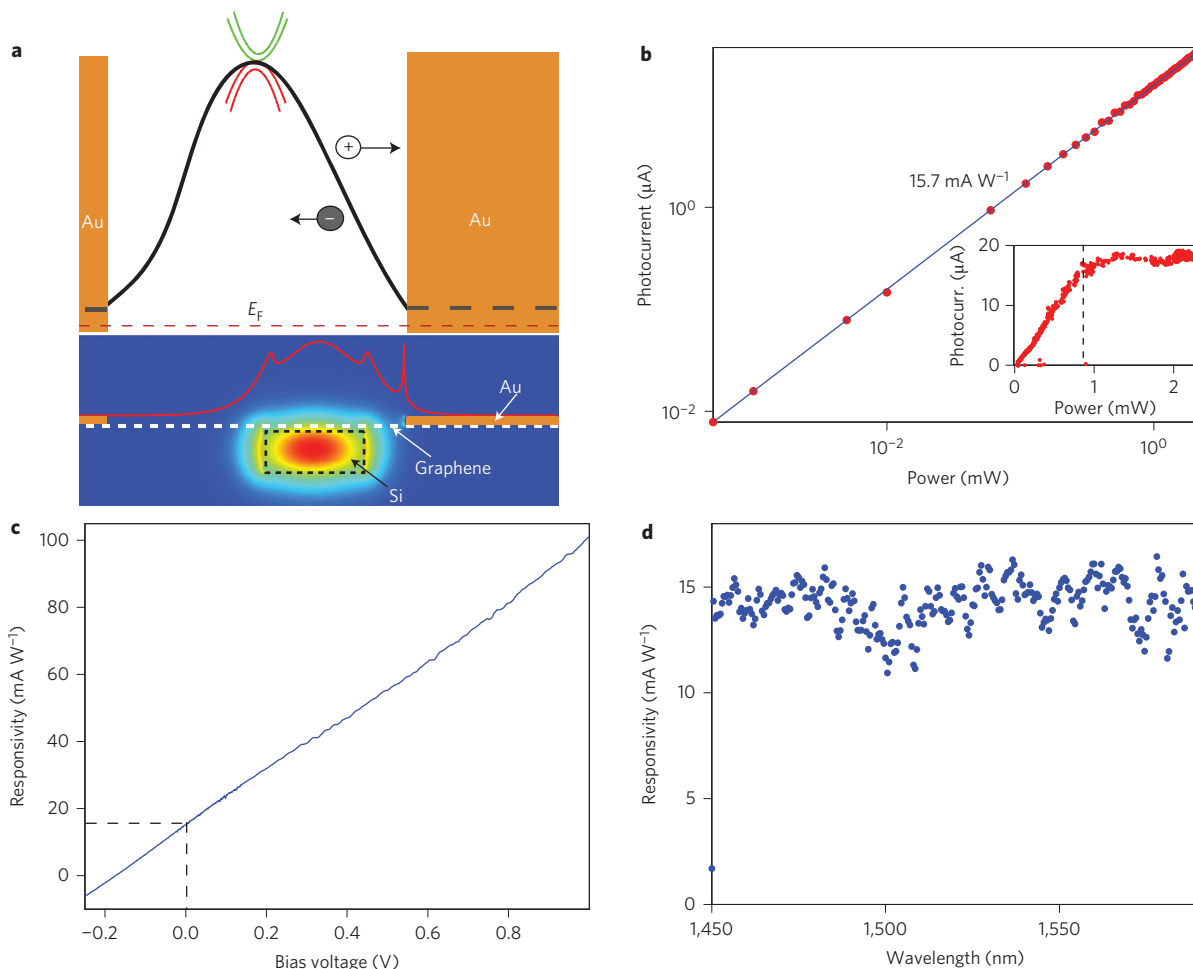 a
+
Au
Au
−
E_F
Au
Graphene
Si
b
Photocurrent (μA)
10⁰
10⁻²
15.7 mA W⁻¹
10⁻²
10⁰
Power (mW)
Photocurr. (μA)
20
10
0
0
1
2
Power (mW)
c
Responsivity (mA W⁻¹)
100
80
60
40
20
0
−0.2
0.0
0.2
0.4
0.6
0.8
Bias voltage (V)
d
Responsivity (mA W⁻¹)
15
10
5
0
1,450
1,500
1,550
Wavelength (nm)